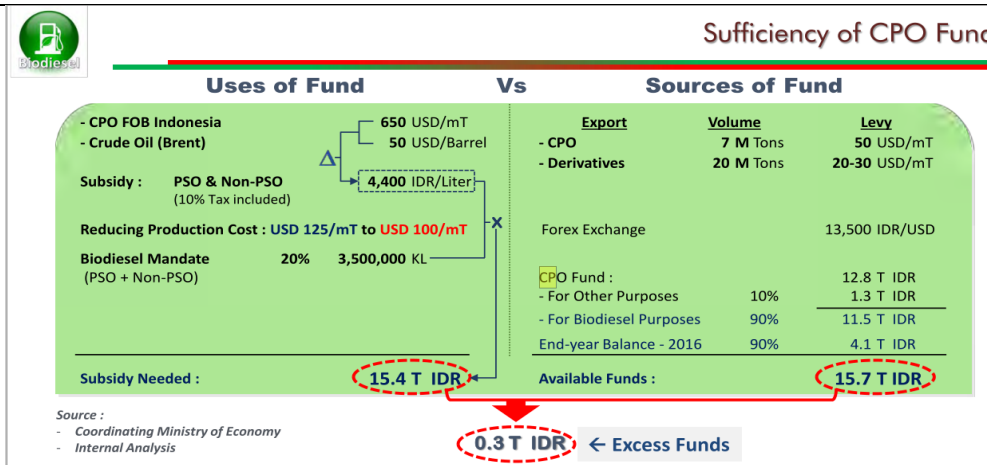 Biodiesel
Sufficiency of CPO Fund
Uses of Fund Vs Sources of Fund
- CPO FOB Indonesia 650 USD/mT
- Crude Oil (Brent) 50 USD/Barrel
Δ
Subsidy : PSO & Non-PSO 4,400 IDR/Liter
(10% Tax included)
Reducing Production Cost : USD 125/mT to USD 100/mT
X
Biodiesel Mandate 20% 3,500,000 KL
(PSO + Non-PSO)
Subsidy Needed : 15.4 T IDR
Export Volume Levy
- CPO 7 M Tons 50 USD/mT
- Derivatives 20 M Tons 20-30 USD/mT
Forex Exchange 13,500 IDR/USD
CPO Fund : 12.8 T IDR
- For Other Purposes 10% 1.3 T IDR
- For Biodiesel Purposes 90% 11.5 T IDR
End-year Balance - 2016 90% 4.1 T IDR
Available Funds : 15.7 T IDR
0.3 T IDR ← Excess Funds
Source :
- Coordinating Ministry of Economy
- Internal Analysis